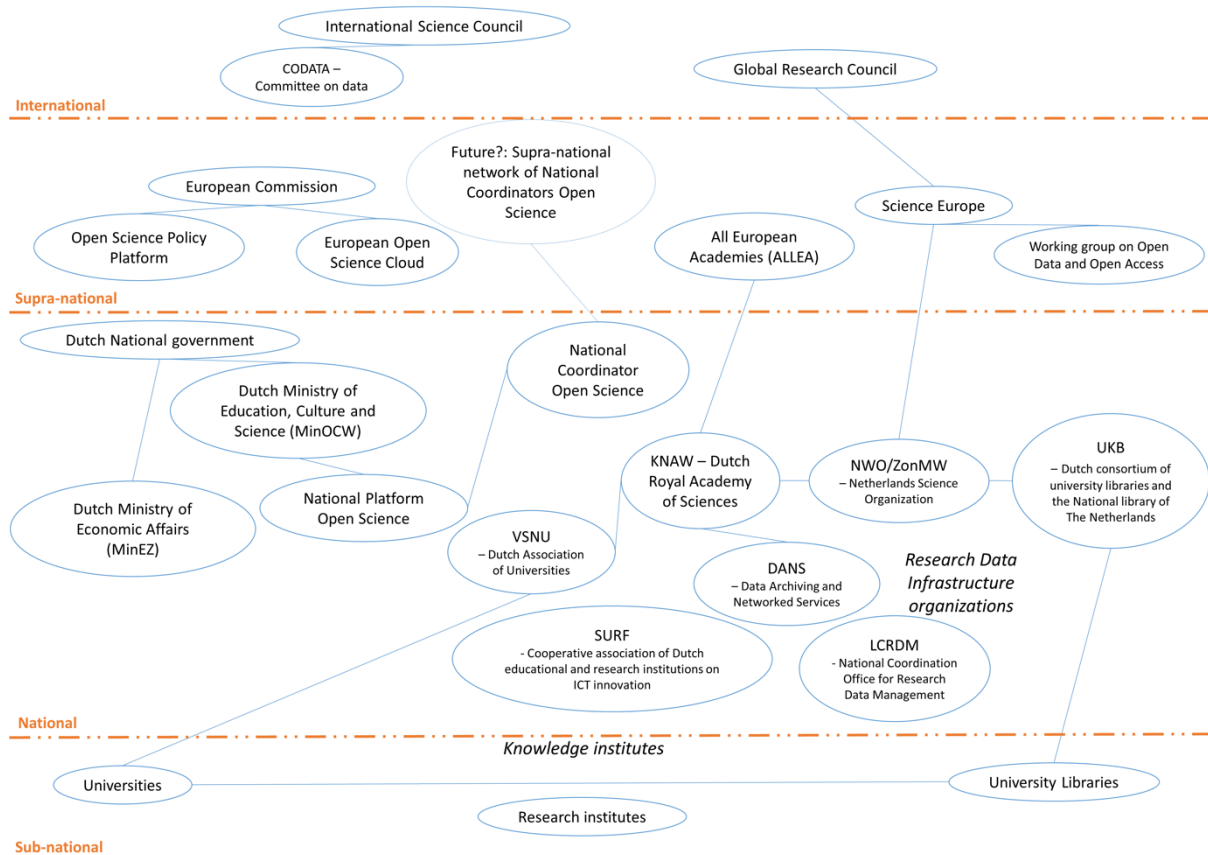 International Science Council
CODATA –
Committee on data
Global Research Council
International
Future?: Supra-national
network of National
Coordinators Open
Science
European Commission
Science Europe
Open Science Policy
Platform
European Open
Science Cloud
All European
Academies (ALLEA)
Working group on Open
Data and Open Access
Supra-national
Dutch National government
National
Coordinator
Open Science
Dutch Ministry of
Education, Culture and
Science (MinOCW)
KNAW – Dutch
Royal Academy
of Sciences
NWO/ZonMW
– Netherlands Science
Organization
UKB
– Dutch consortium of
university libraries and
the National library of
The Netherlands
National Platform
Open Science
Dutch Ministry of
Economic Affairs
(MinEZ)
VSNU
– Dutch Association
of Universities
DANS
– Data Archiving and
Networked Services
Research Data
Infrastructure
organizations
SURF
- Cooperative association of Dutch
educational and research institutions on
ICT innovation
LCRDM
- National Coordination
Office for Research
Data Management
National
Knowledge institutes
Universities
University Libraries
Research institutes
Sub-national